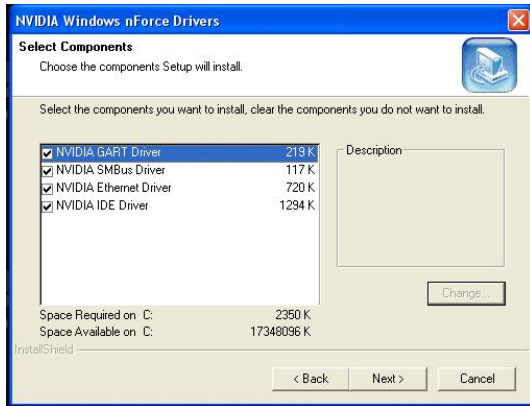 NVIDIA Windows nForce Drivers
Select Components
Choose the components Setup will install.
Select the components you want to install, clear the components you do not want to install.
NVIDIA GART Driver 219 K
NVIDIA SMBus Driver 117 K
NVIDIA Ethernet Driver 720 K
NVIDIA IDE Driver 1294 K
Description
Change...
Space Required on C: 2350 K
Space Available on C: 17348096 K
InstallShield
< Back Next > Cancel